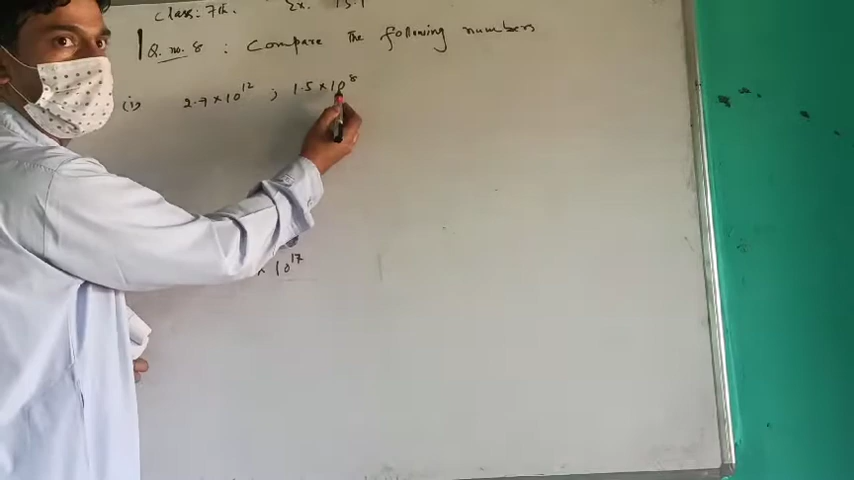 Class: 7th. Ex. 13.1
Q. no. 8 : Compare the following numbers
(i) 2.7 × 10¹² ; 1.5 × 10⁸
× 10¹⁷